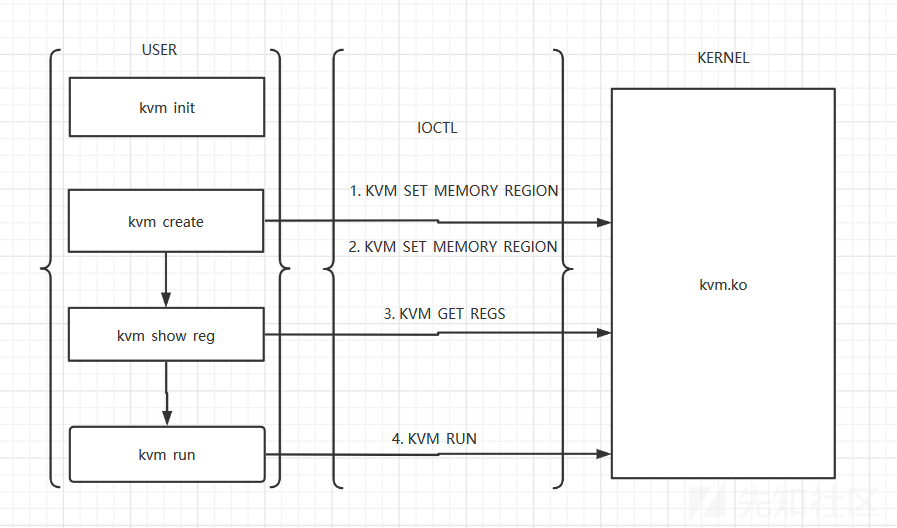 USER
KERNEL
kvm init
IOCTL
1. KVM SET MEMORY REGION
kvm create
2. KVM SET MEMORY REGION
kvm.ko
3. KVM GET REGS
kvm show reg
4. KVM RUN
kvm run
先知社区